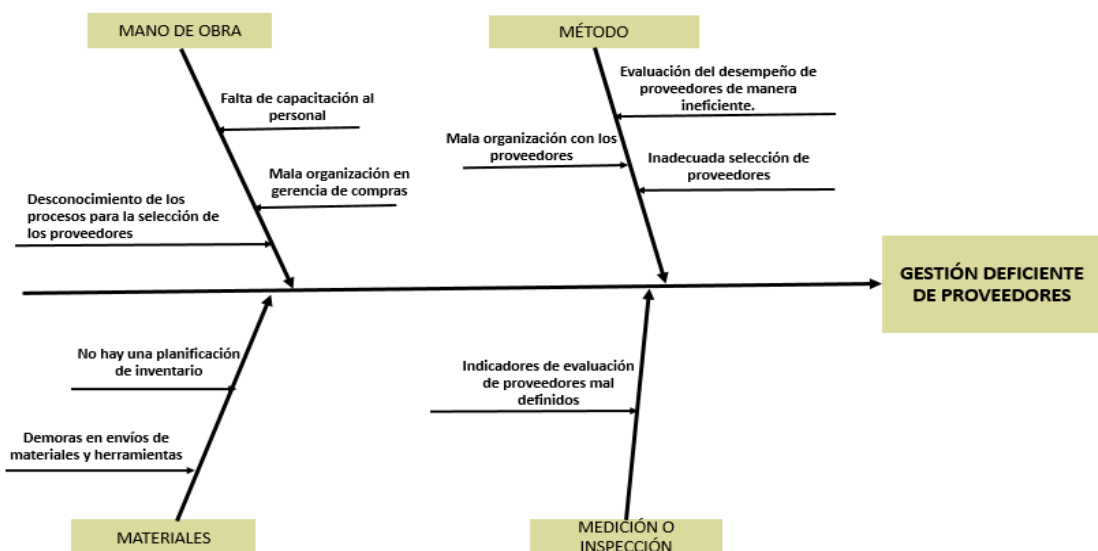 MANO DE OBRA
MÉTODO
Falta de capacitación al
personal
Mala organización en
gerencia de compras
Desconocimiento de los
procesos para la selección de
los proveedores
Evaluación del desempeño de
proveedores de manera
ineficiente.
Mala organización con los
proveedores
Inadecuada selección de
proveedores
GESTIÓN DEFICIENTE
DE PROVEEDORES
No hay una planificación
de inventario
Demoras en envíos de
materiales y herramientas
Indicadores de evaluación
de proveedores mal
definidos
MATERIALES
MEDICIÓN O
INSPECCIÓN